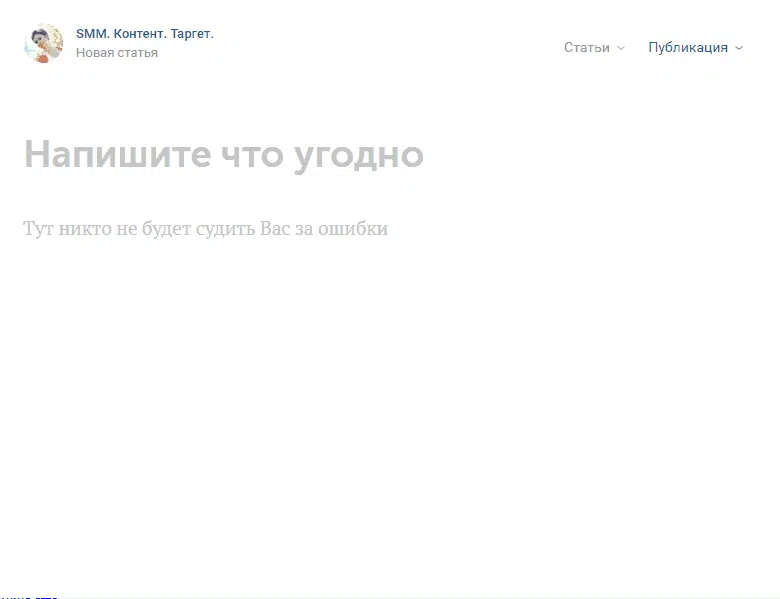 SMM. Контент. Таргет.
Новая статья
Статьи
Публикация
Напишите что угодно
Тут никто не будет судить Вас за ошибки